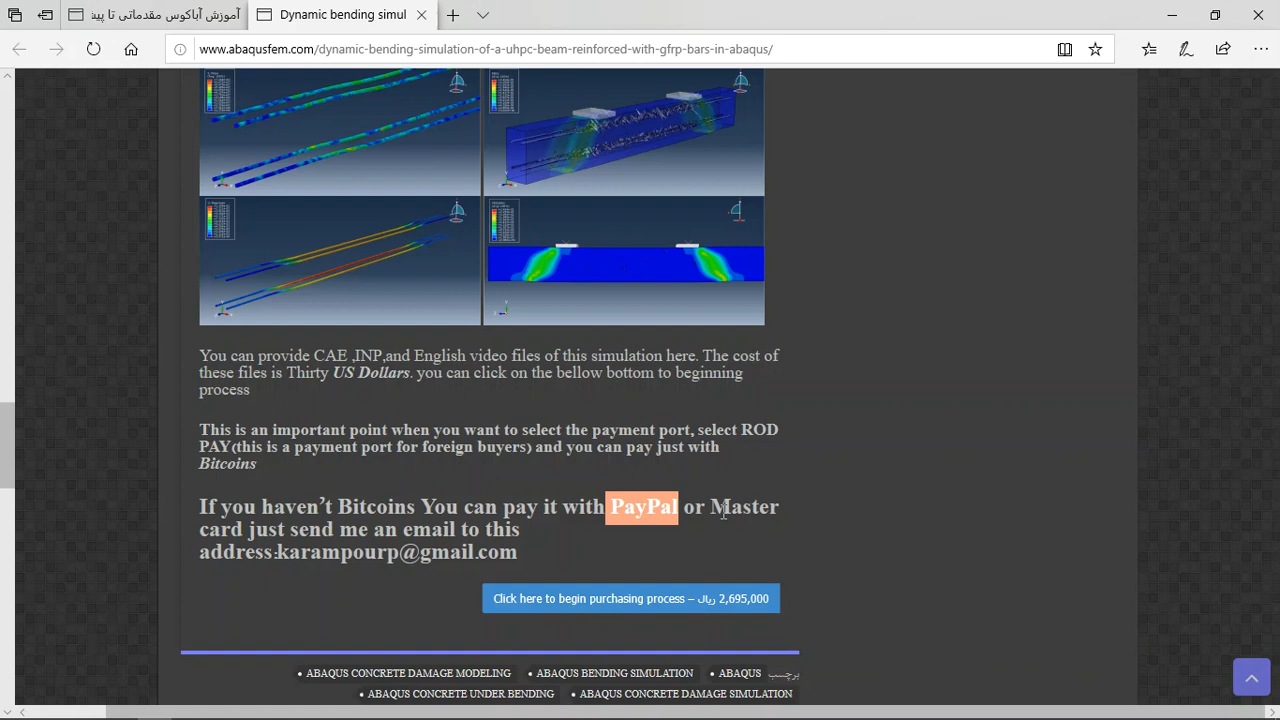 آموزش آباکوس مقدماتی تا پیش
Dynamic bending simul
www.abaqusfem.com/dynamic-bending-simulation-of-a-uhpc-beam-reinforced-with-gfrp-bars-in-abaqus/
You can provide CAE ,INP,and English video files of this simulation here. The cost of
these files is Thirty US Dollars. you can click on the bellow bottom to beginning
process
This is an important point when you want to select the payment port, select ROD
PAY(this is a payment port for foreign buyers) and you can pay just with
Bitcoins
If you haven’t Bitcoins You can pay it with PayPal or Master
card just send me an email to this
address:karampourp@gmail.com
Click here to begin purchasing process – ریال 2,695,000
• ABAQUS CONCRETE DAMAGE MODELING • ABAQUS BENDING SIMULATION • ABAQUS برچسب
• ABAQUS CONCRETE UNDER BENDING • ABAQUS CONCRETE DAMAGE SIMULATION